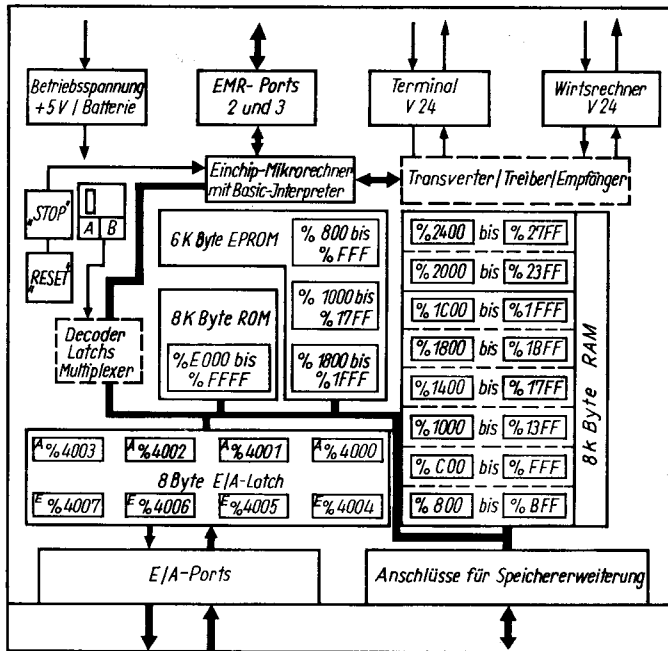 Betriebsspannung
+5V / Batterie
EMR-Ports
2 und 3
Terminal
V 24
Wirtsrechner
V 24
Einchip-Mikrorechner
mit Basic-Interpreter
Transverter/Treiber/Empfänger
"STOP"
A B
"RESET"
Decoder
Latchs
Multiplexer
6K Byte EPROM
% 800 bis
% FFF
% 1000 bis
% 17FF
% 1800 bis
% 1FFF
8K Byte ROM
% E000 bis
% FFFF
%2400 bis %27FF
%2000 bis %23FF
%1C00 bis %1FFF
%1800 bis %1BFF
%1400 bis %17FF
%1000 bis %13FF
% C00 bis % FFF
% 800 bis % BFF
8k Byte RAM
A %4003 A %4002 A %4001 A %4000
8 Byte E/A-Latch
E %4007 E %4006 E %4005 E %4004
E/A-Ports
Anschlüsse für Speichererweiterung